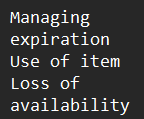 Managing
expiration
Use of item
Loss of
availability